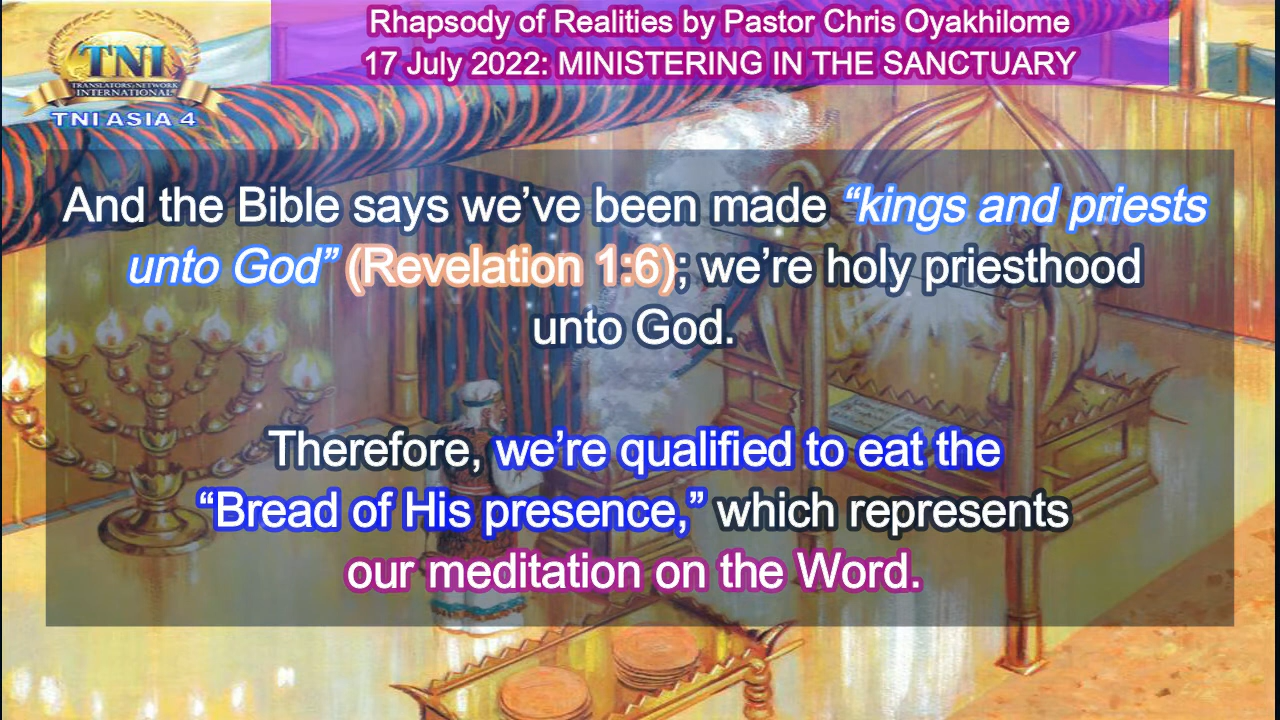 Rhapsody of Realities by Pastor Chris Oyakhilome
17 July 2022: MINISTERING IN THE SANCTUARY
TNI
TRANSLATORS NETWORK
INTERNATIONAL
TNI ASIA 4
And the Bible says we’ve been made “kings and priests
unto God” (Revelation 1:6); we’re holy priesthood
unto God.
Therefore, we’re qualified to eat the
“Bread of His presence,” which represents
our meditation on the Word.